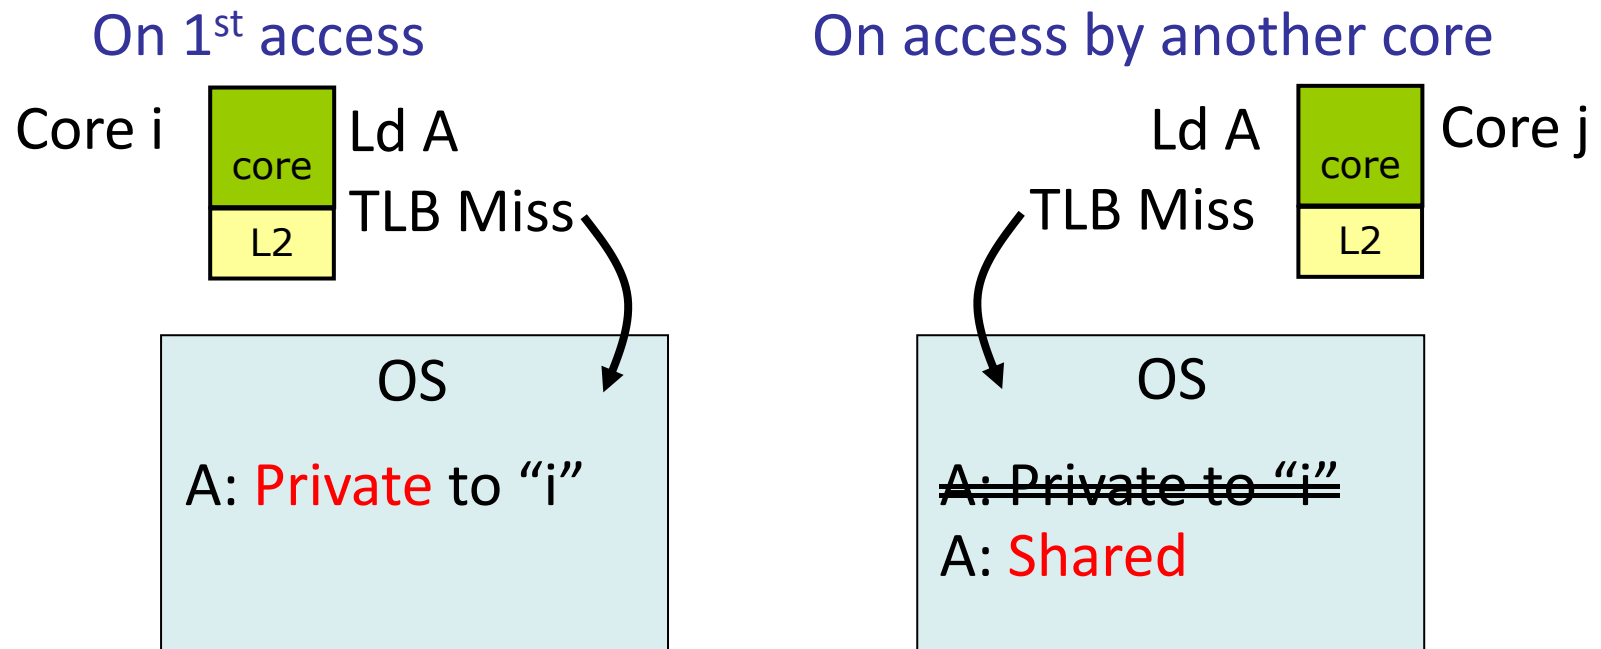 On 1st access
Core i
Ld A
core
TLB Miss
L2
OS
A: Private to “i”
On access by another core
Ld A
Core j
core
TLB Miss
L2
OS
A: Private to “i”
A: Shared